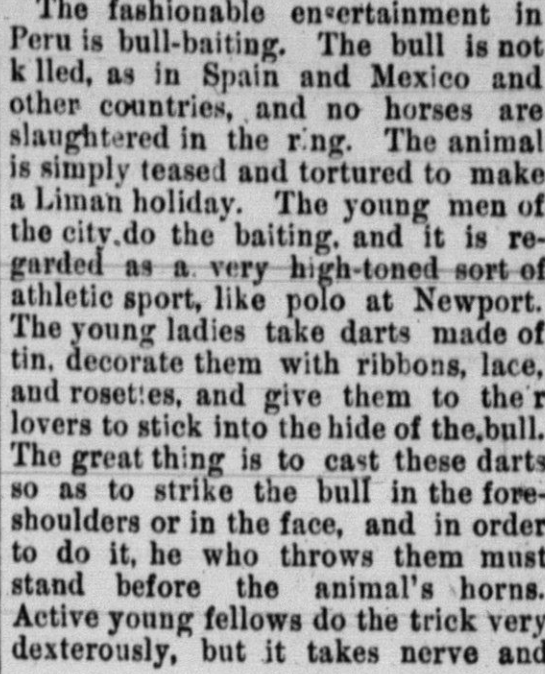 The fashionable entertainment in
Peru is bull-baiting. The bull is not
k lled, as in Spain and Mexico and
other countries, and no horses are
slaughtered in the r:ng. The animal
is simply teased and tortured to make
a Liman holiday. The young men of
the city.do the baiting. and it is re-
garded as a very high-toned sort of
athletic sport, like polo at Newport.
The young ladies take darts made of
tin. decorate them with ribbons, lace,
and rosettes, and give them to the r
lovers to stick into the hide of the.bull.
The great thing is to cast these darts
so as to strike the bull in the fore-
shoulders or in the face, and in order
to do it, he who throws them must
stand before the animal's horns.
Active young fellows do the trick very
dexterously, but it takes nerve and